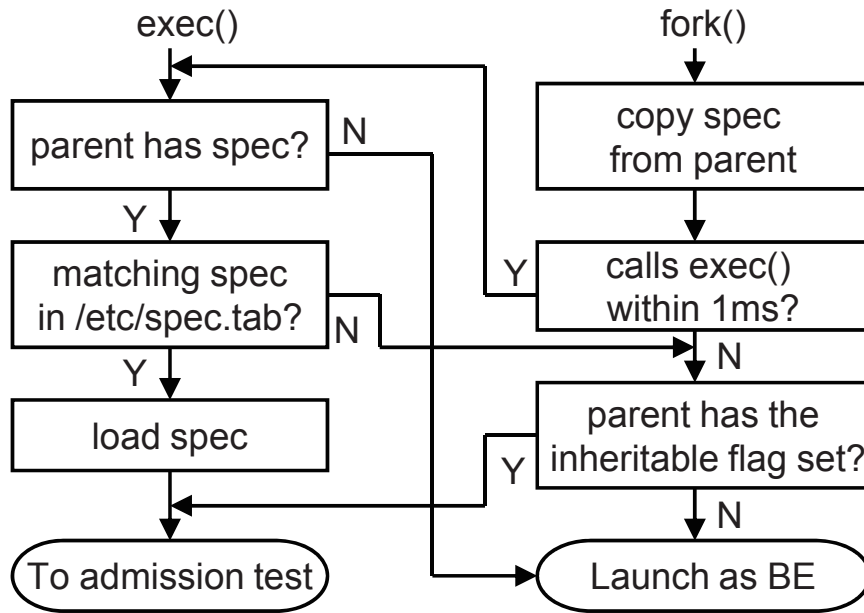 exec()
parent has spec?
N
Y
matching spec
in /etc/spec.tab?
N
Y
load spec
To admission test
fork()
copy spec
from parent
calls exec()
within 1ms?
Y
N
parent has the
inheritable flag set?
Y
N
Launch as BE